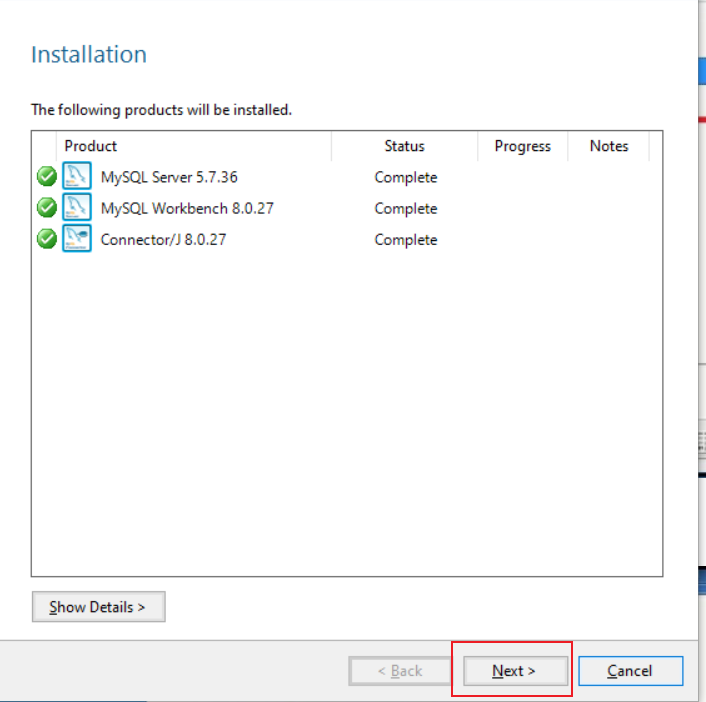 Installation
The following products will be installed.
Product Status Progress Notes
MySQL Server 5.7.36 Complete
MySQL Workbench 8.0.27 Complete
Connector/J 8.0.27 Complete
Show Details >
< Back Next > Cancel